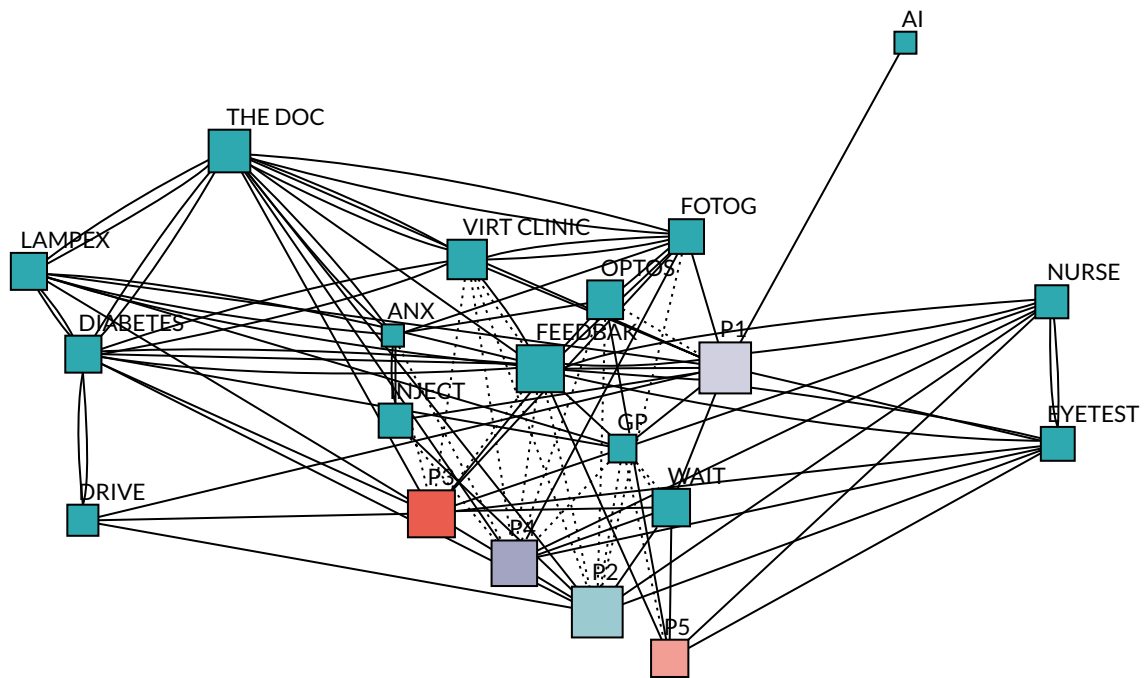 AI
THE DOC
FOTOG
VIRT CLINIC
LAMPEX
OPTOS
NURSE
ANX
DIABETES
FEEDBAK
P1
INJECT
GP
EYETEST
P3
WAIT
DRIVE
P4
P2
P5